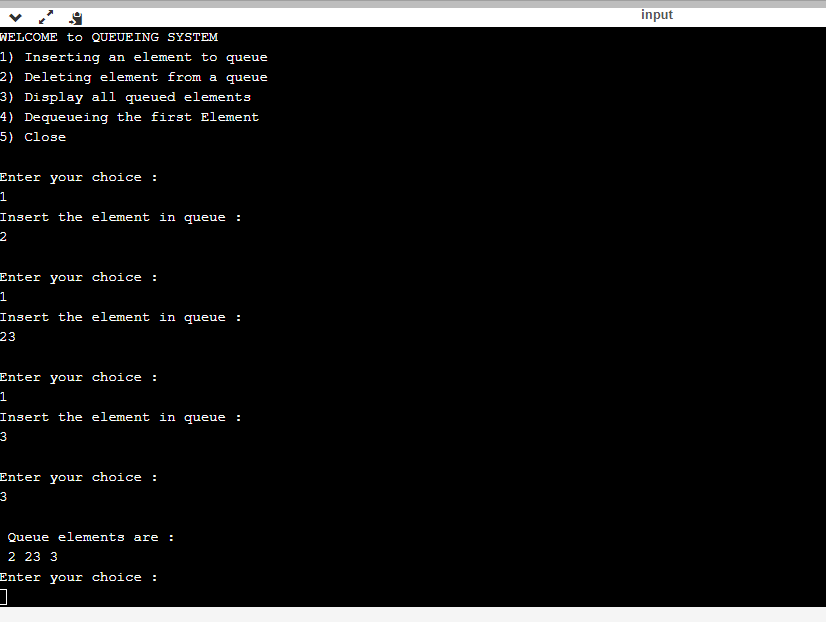 input
WELCOME to QUEUEING SYSTEM
1) Inserting an element to queue
2) Deleting element from a queue
3) Display all queued elements
4) Dequeueing the first Element
5) Close
Enter your choice :
1
Insert the element in queue :
2
Enter your choice :
1
Insert the element in queue :
23
Enter your choice :
1
Insert the element in queue :
3
Enter your choice :
3
Queue elements are :
2 23 3
Enter your choice :